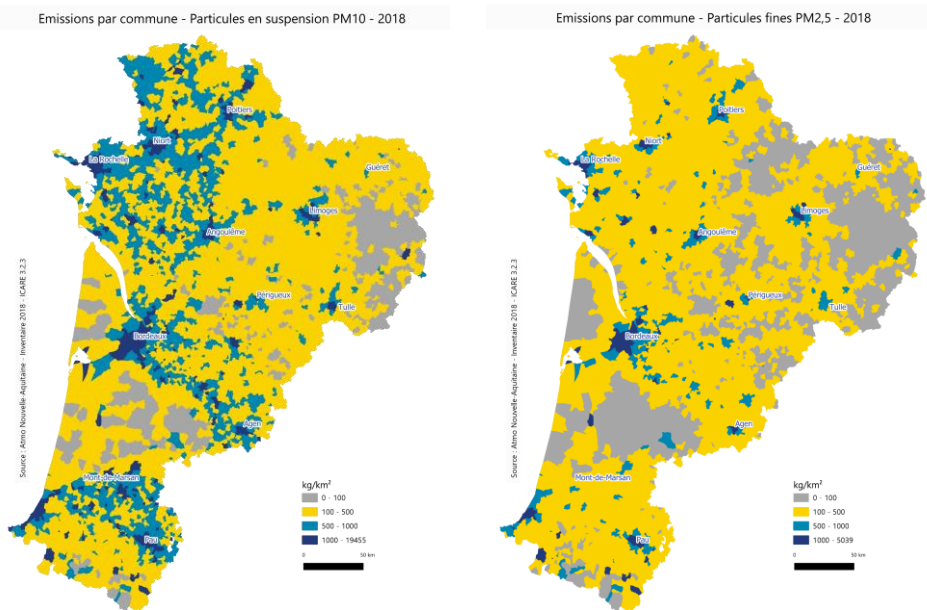 Emissions par commune - Particules en suspension PM10 - 2018
Poitiers
Niort
La Rochelle
Guéret
Limoges
Angoulême
Périgueux
Tulle
Bordeaux
Agen
Mont-de-Marsan
Pau
Source : Atmo Nouvelle-Aquitaine - Inventaire 2018 - ICARE 3.2.3
kg/km²
0 - 100
100 - 500
500 - 1000
1000 - 19455
0 50 km
Emissions par commune - Particules fines PM2,5 - 2018
Poitiers
Niort
La Rochelle
Guéret
Limoges
Angoulême
Périgueux
Tulle
Bordeaux
Agen
Mont-de-Marsan
Pau
Source : Atmo Nouvelle-Aquitaine - Inventaire 2018 - ICARE 3.2.3
kg/km²
0 - 100
100 - 500
500 - 1000
1000 - 5039
0 50 km